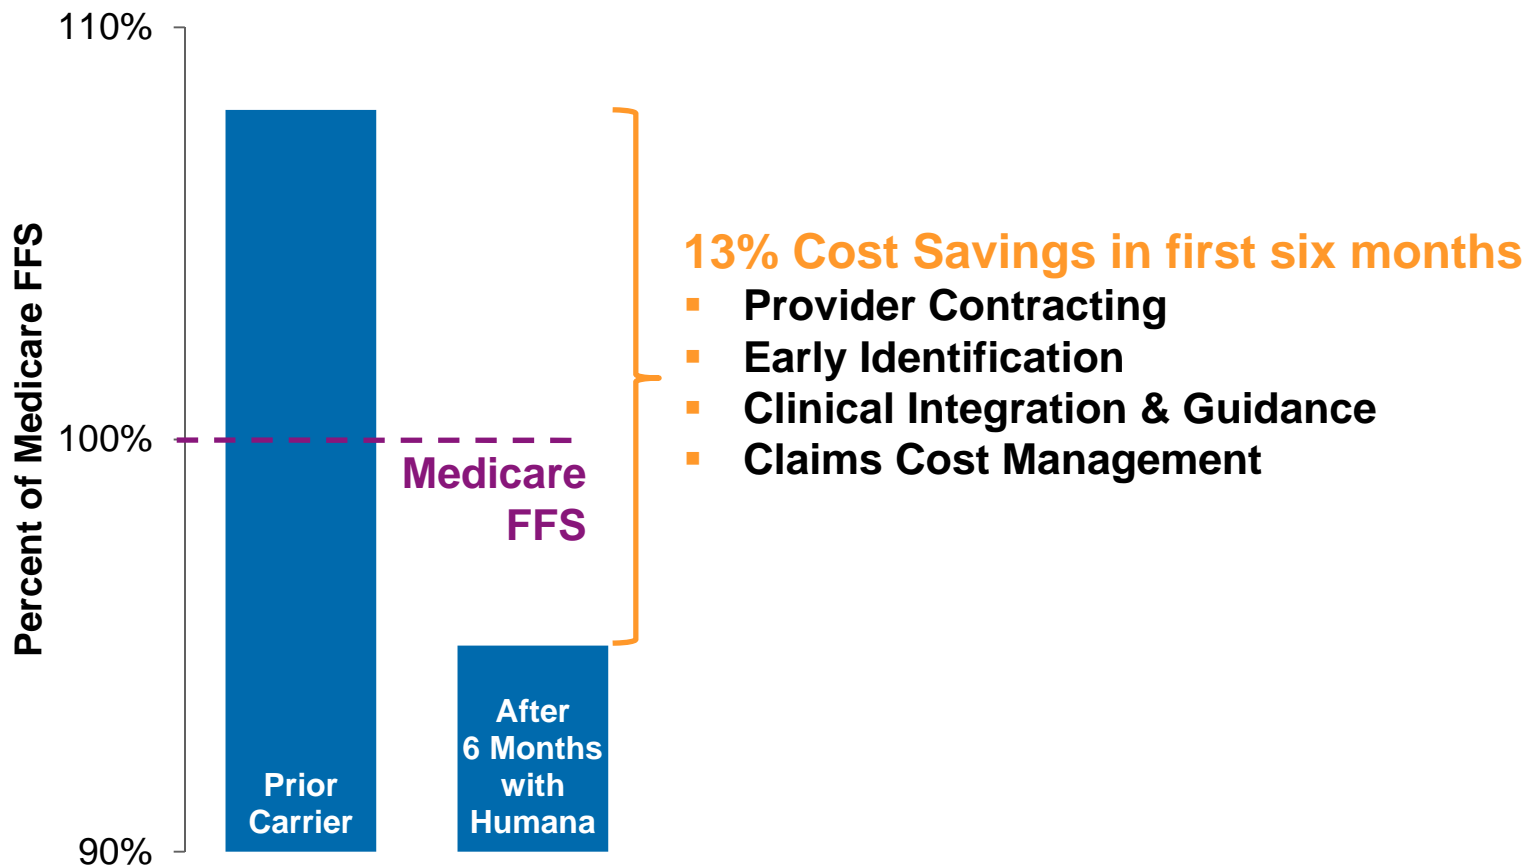 110%
100%
90%
Percent of Medicare FFS
Prior
Carrier
After
6 Months
with
Humana
Medicare
FFS
13% Cost Savings in first six months
▪ Provider Contracting
▪ Early Identification
▪ Clinical Integration & Guidance
▪ Claims Cost Management